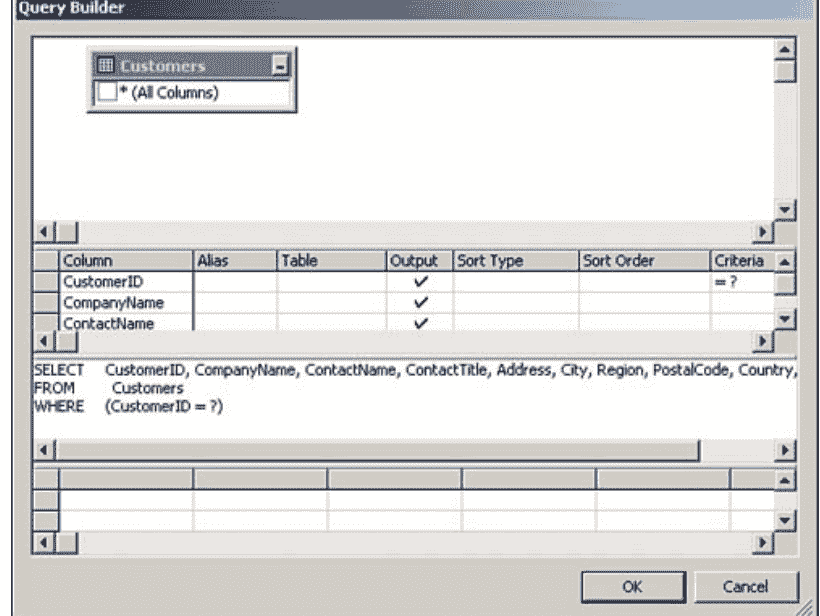 Query Builder
Customers
* (All Columns)
Column Alias Table Output Sort Type Sort Order Criteria
CustomerID = ?
CompanyName
ContactName
SELECT CustomerID, CompanyName, ContactName, ContactTitle, Address, City, Region, PostalCode, Country,
FROM Customers
WHERE (CustomerID = ?)
OK Cancel